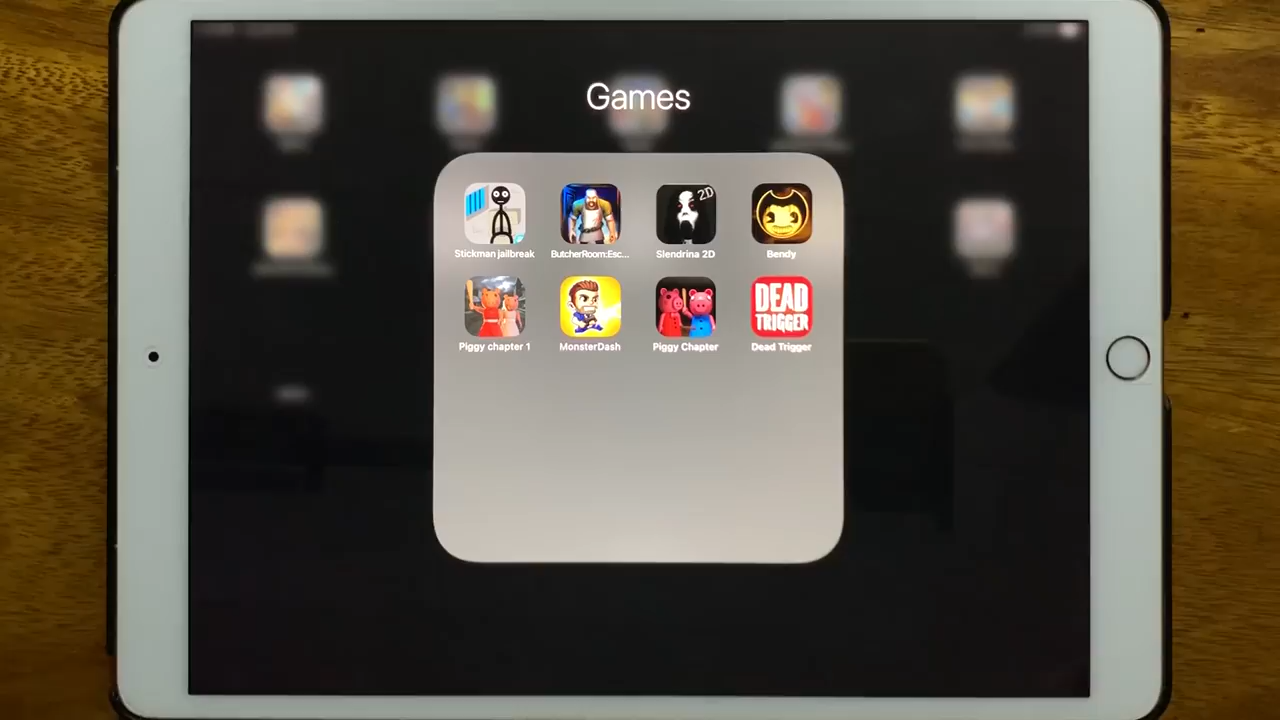 Games
2D
Stickman jailbreak
ButcherRoom:Esc...
Slendrina 2D
Bendy
DEAD
TRIGGER
Piggy chapter 1
MonsterDash
Piggy Chapter
Dead Trigger